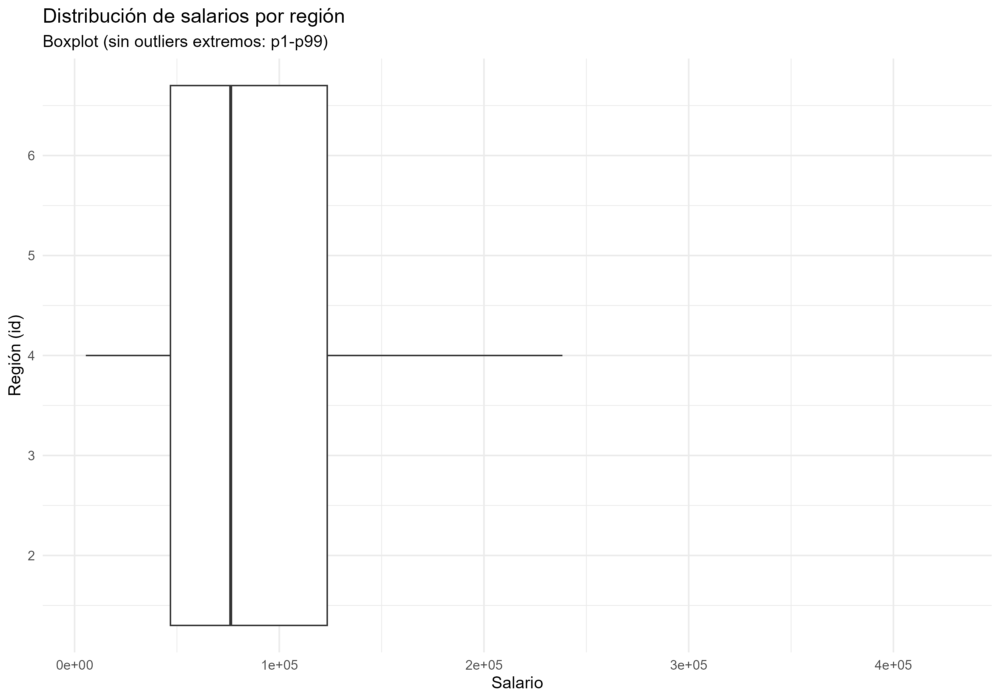 Distribución de salarios por región
Boxplot (sin outliers extremos: p1-p99)
Región (id)
6
5
4
3
2
0e+00
1e+05
2e+05
3e+05
4e+05
Salario